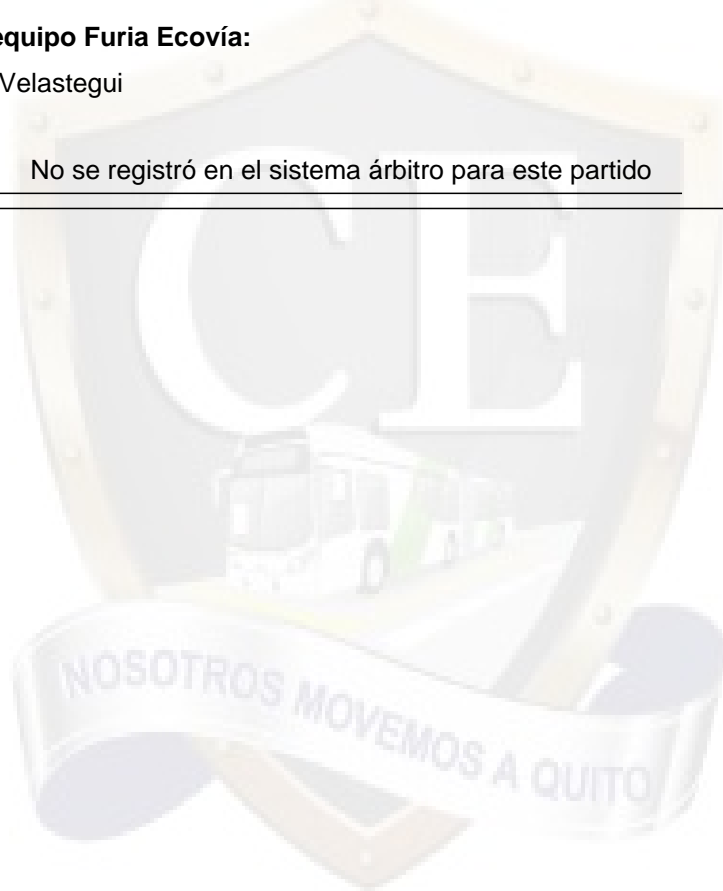 equipo Furia Ecovía:
Velastegui
No se registró en el sistema árbitro para este partido
CE
NOSOTROS MOVEMOS A QUITO